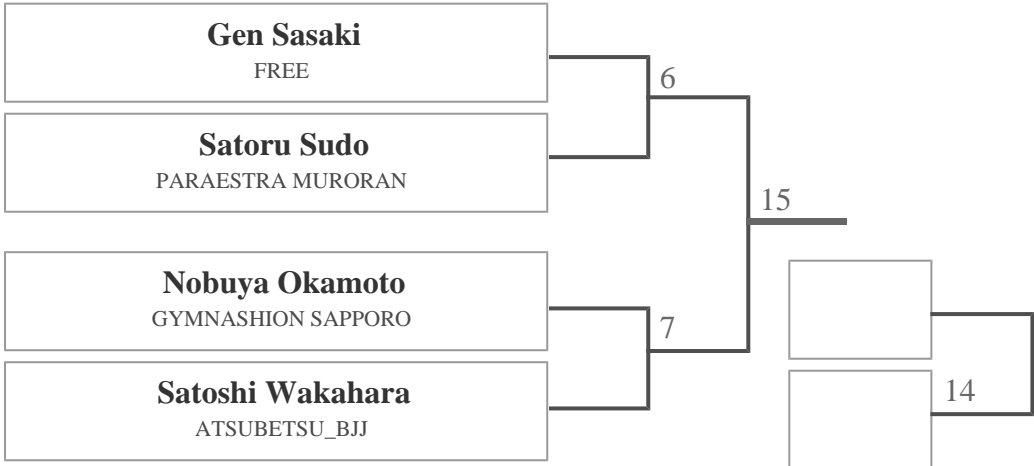 Gen Sasaki
FREE
6
Satoru Sudo
PARAESTRA MURORAN
15
Nobuya Okamoto
GYMNASHION SAPPORO
7
Satoshi Wakahara
ATSUBETSU_BJJ
14